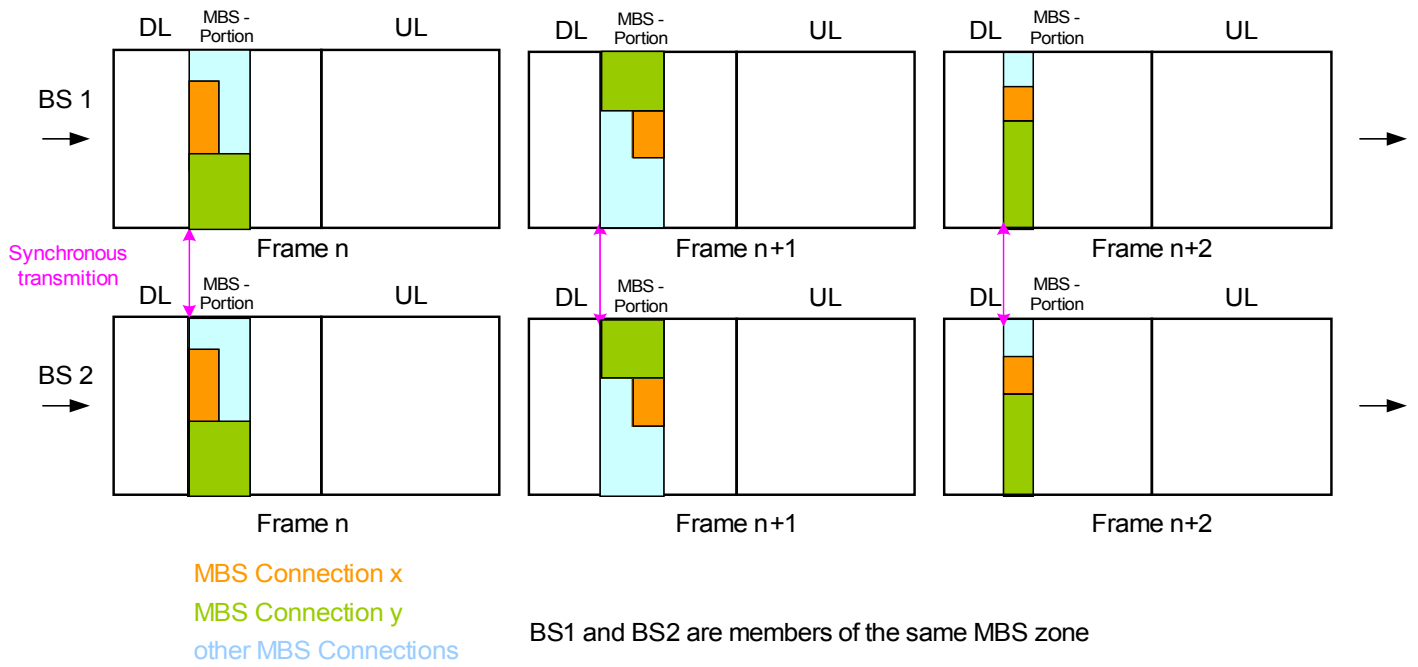 DL
MBS -
Portion
UL
DL
MBS -
Portion
UL
DL
MBS -
Portion
UL
BS 1
Frame n
Frame n+1
Frame n+2
Synchronous
transmition
DL
MBS -
Portion
UL
DL
MBS -
Portion
UL
DL
MBS -
Portion
UL
BS 2
Frame n
Frame n+1
Frame n+2
MBS Connection x
MBS Connection y
other MBS Connections
BS1 and BS2 are members of the same MBS zone